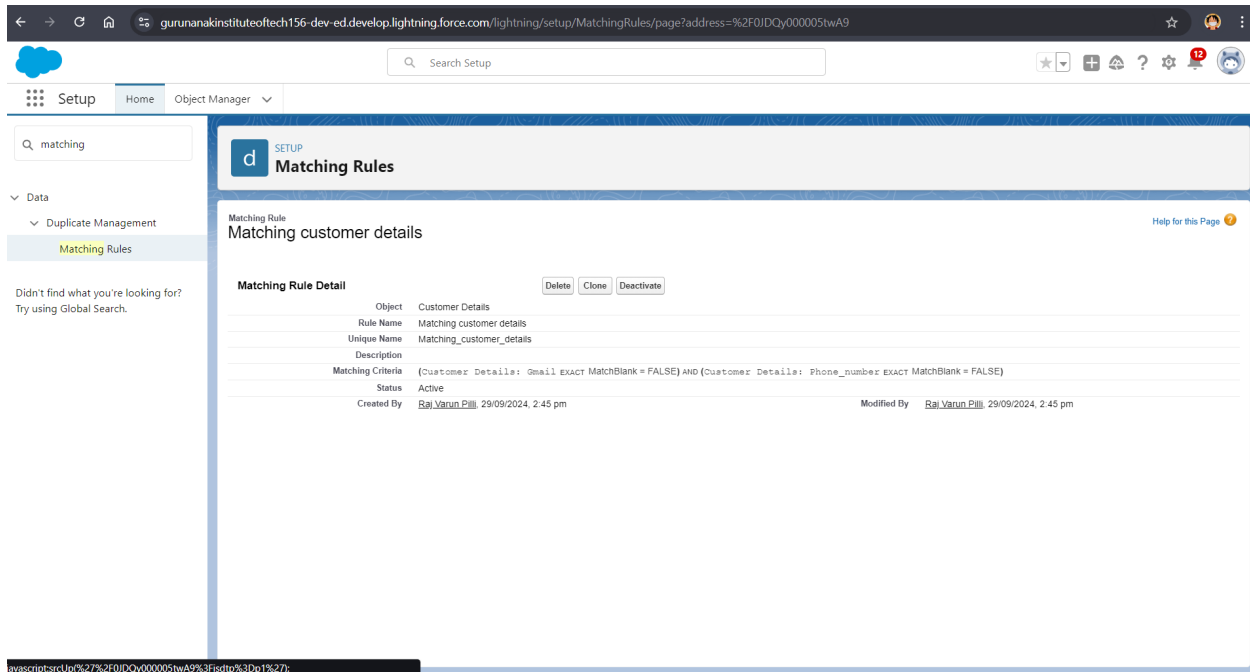 gurunanakinstituteoftech156-dev-ed.develop.lightning.force.com/lightning/setup/MatchingRules/page?address=%2F0JDQy000005twA9
Search Setup
12
Setup Home Object Manager
matching
Data
Duplicate Management
Matching Rules
Didn't find what you're looking for?
Try using Global Search.
d
SETUP
Matching Rules
Matching Rule
Matching customer details
Help for this Page
Matching Rule Detail Delete Clone Deactivate
Object Customer Details
Rule Name Matching customer details
Unique Name Matching_customer_details
Description
Matching Criteria (Customer Details: Gmail EXACT MatchBlank = FALSE) AND (Customer Details: Phone_number EXACT MatchBlank = FALSE)
Status Active
Created By Raj Varun Pilli, 29/09/2024, 2:45 pm Modified By Raj Varun Pilli, 29/09/2024, 2:45 pm
javascript:srcUp(%27%2F0JDQy000005twA9%3Fisdtp%3Dp1%27);